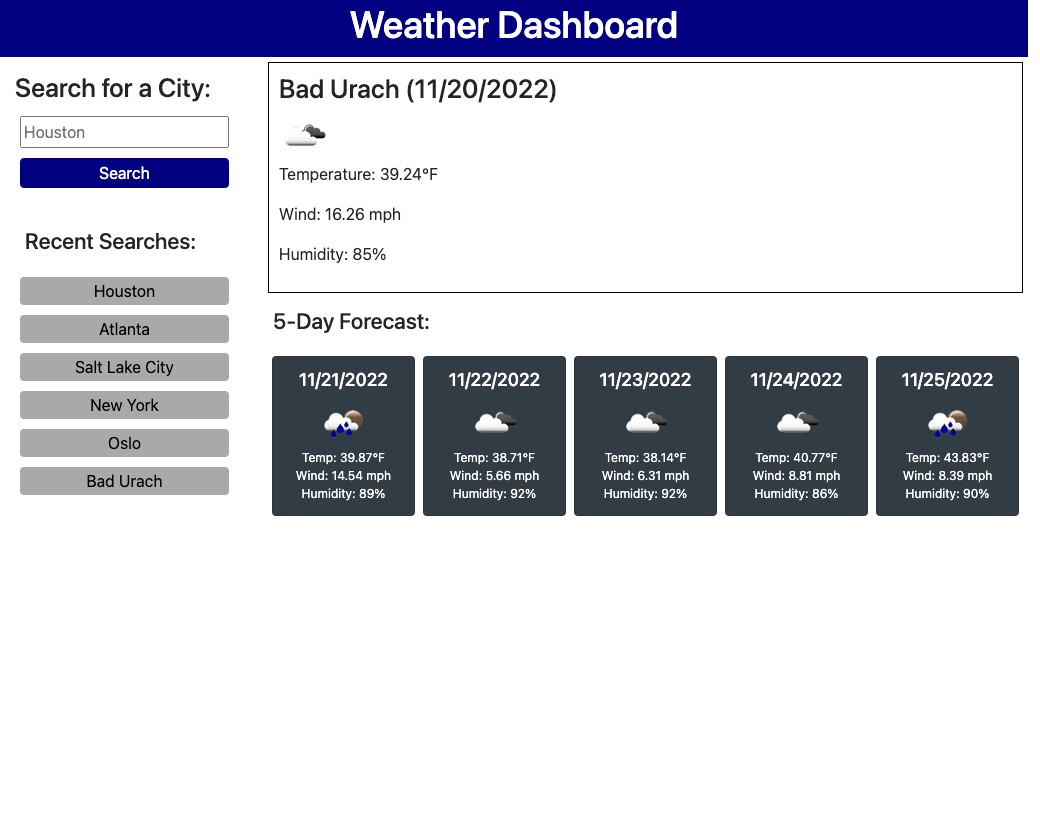 Weather Dashboard
Search for a City:
Houston
Search
Recent Searches:
Houston
Atlanta
Salt Lake City
New York
Oslo
Bad Urach
Bad Urach (11/20/2022)
Temperature: 39.24°F
Wind: 16.26 mph
Humidity: 85%
5-Day Forecast:
11/21/2022
Temp: 39.87°F
Wind: 14.54 mph
Humidity: 89%
11/22/2022
Temp: 38.71°F
Wind: 5.66 mph
Humidity: 92%
11/23/2022
Temp: 38.14°F
Wind: 6.31 mph
Humidity: 92%
11/24/2022
Temp: 40.77°F
Wind: 8.81 mph
Humidity: 86%
11/25/2022
Temp: 43.83°F
Wind: 8.39 mph
Humidity: 90%